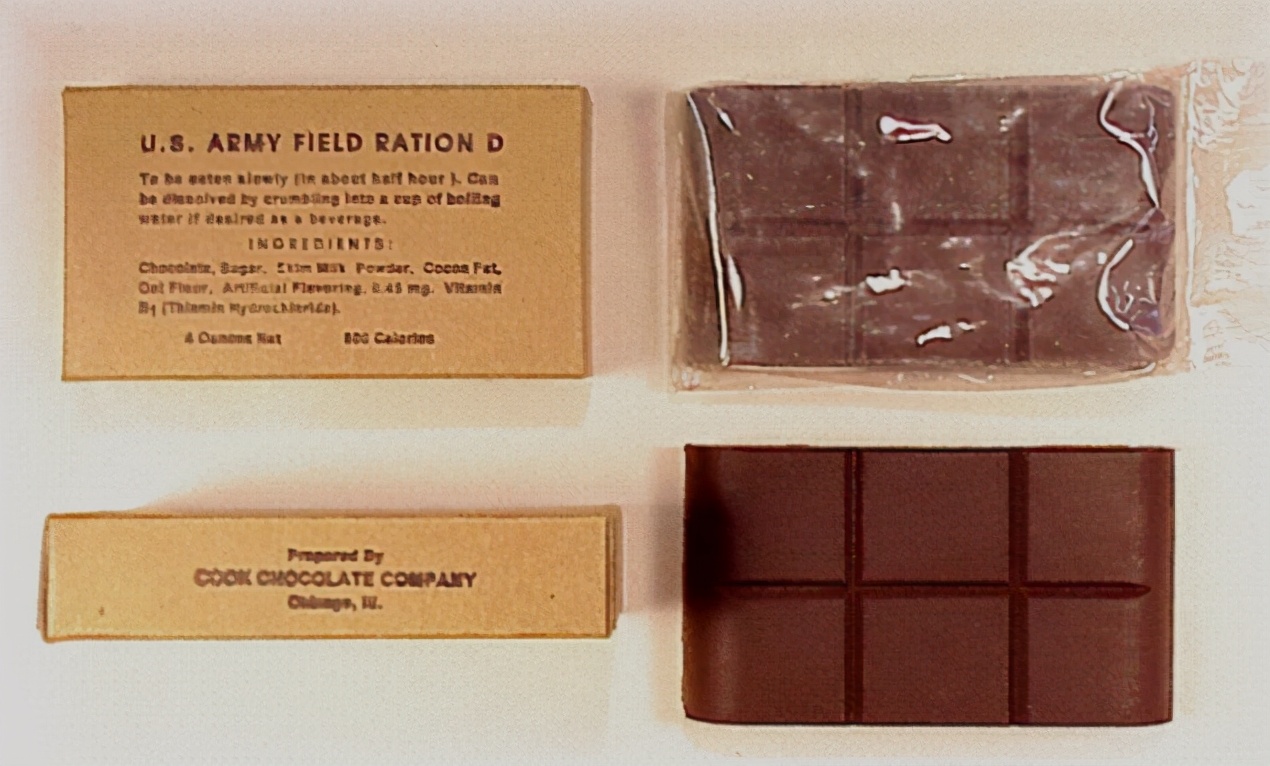 U.S. ARMY FIELD RATION D
To be eaten slowly (in about half hour ). Can
be dissolved by crumbling into a cup of boiling
water if desired as a beverage.
INGREDIENTS:
Chocolate, Sugar, Skim Milk Powder, Cocoa Fat,
Oat Flour, Artificial Flavoring, 0.45 mg. Vitamin
B1 (Thiamin Hydrochloride).
4 Ounces Net 600 Calories
Prepared By
COOK CHOCOLATE COMPANY
Chicago, Ill.